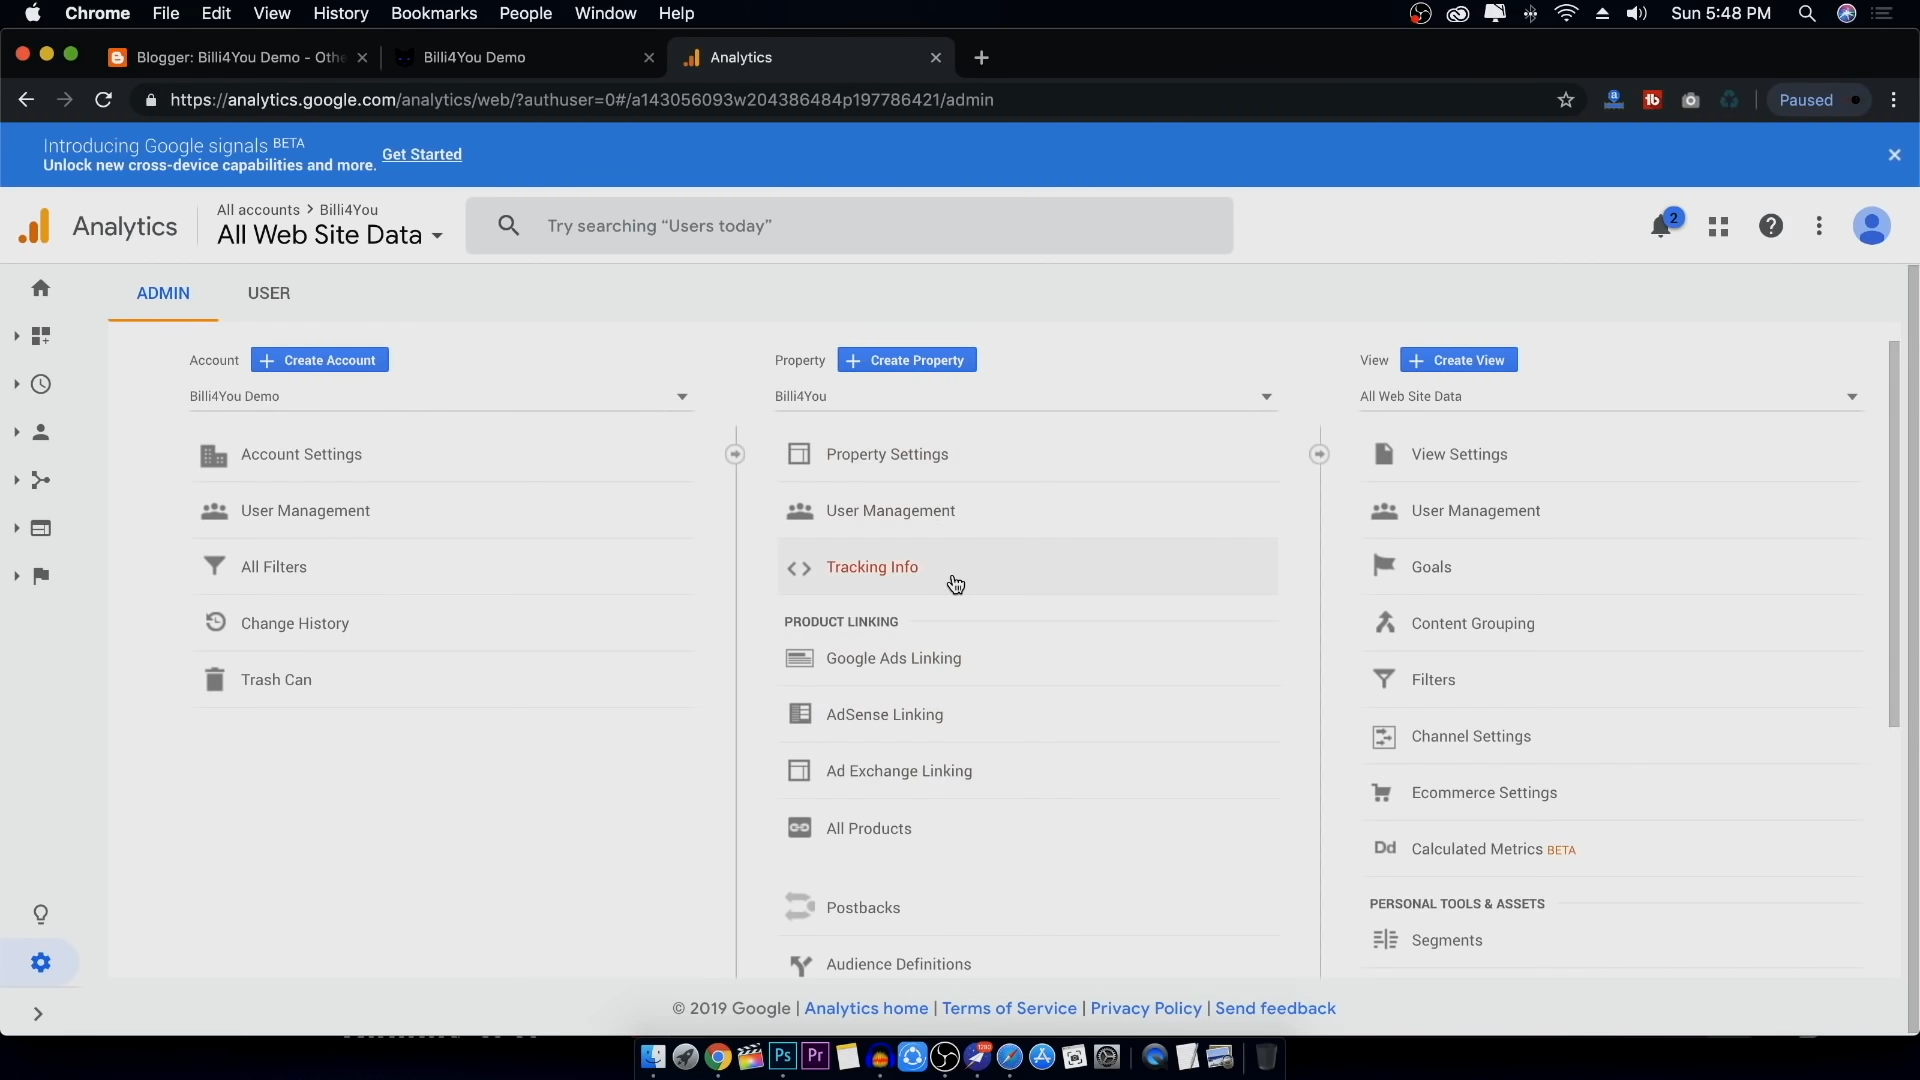 Chrome File Edit View History Bookmarks People Window Help Sun 5:48 PM
Blogger: Billi4You Demo - Othe Billi4You Demo Analytics
https://analytics.google.com/analytics/web/?authuser=0#/a143056093w204386484p197786421/admin Paused
Introducing Google signals BETA
Unlock new cross-device capabilities and more. Get Started
Analytics
All accounts > Billi4You
All Web Site Data
Try searching “Users today”
2
ADMIN USER
Account + Create Account
Billi4You Demo
Account Settings
User Management
All Filters
Change History
Trash Can
Property + Create Property
Billi4You
Property Settings
User Management
Tracking Info
PRODUCT LINKING
Google Ads Linking
AdSense Linking
Ad Exchange Linking
All Products
Postbacks
Audience Definitions
View + Create View
All Web Site Data
View Settings
User Management
Goals
Content Grouping
Filters
Channel Settings
Ecommerce Settings
Dd Calculated Metrics BETA
PERSONAL TOOLS & ASSETS
Segments
© 2019 Google | Analytics home | Terms of Service | Privacy Policy | Send feedback
Ps Pr